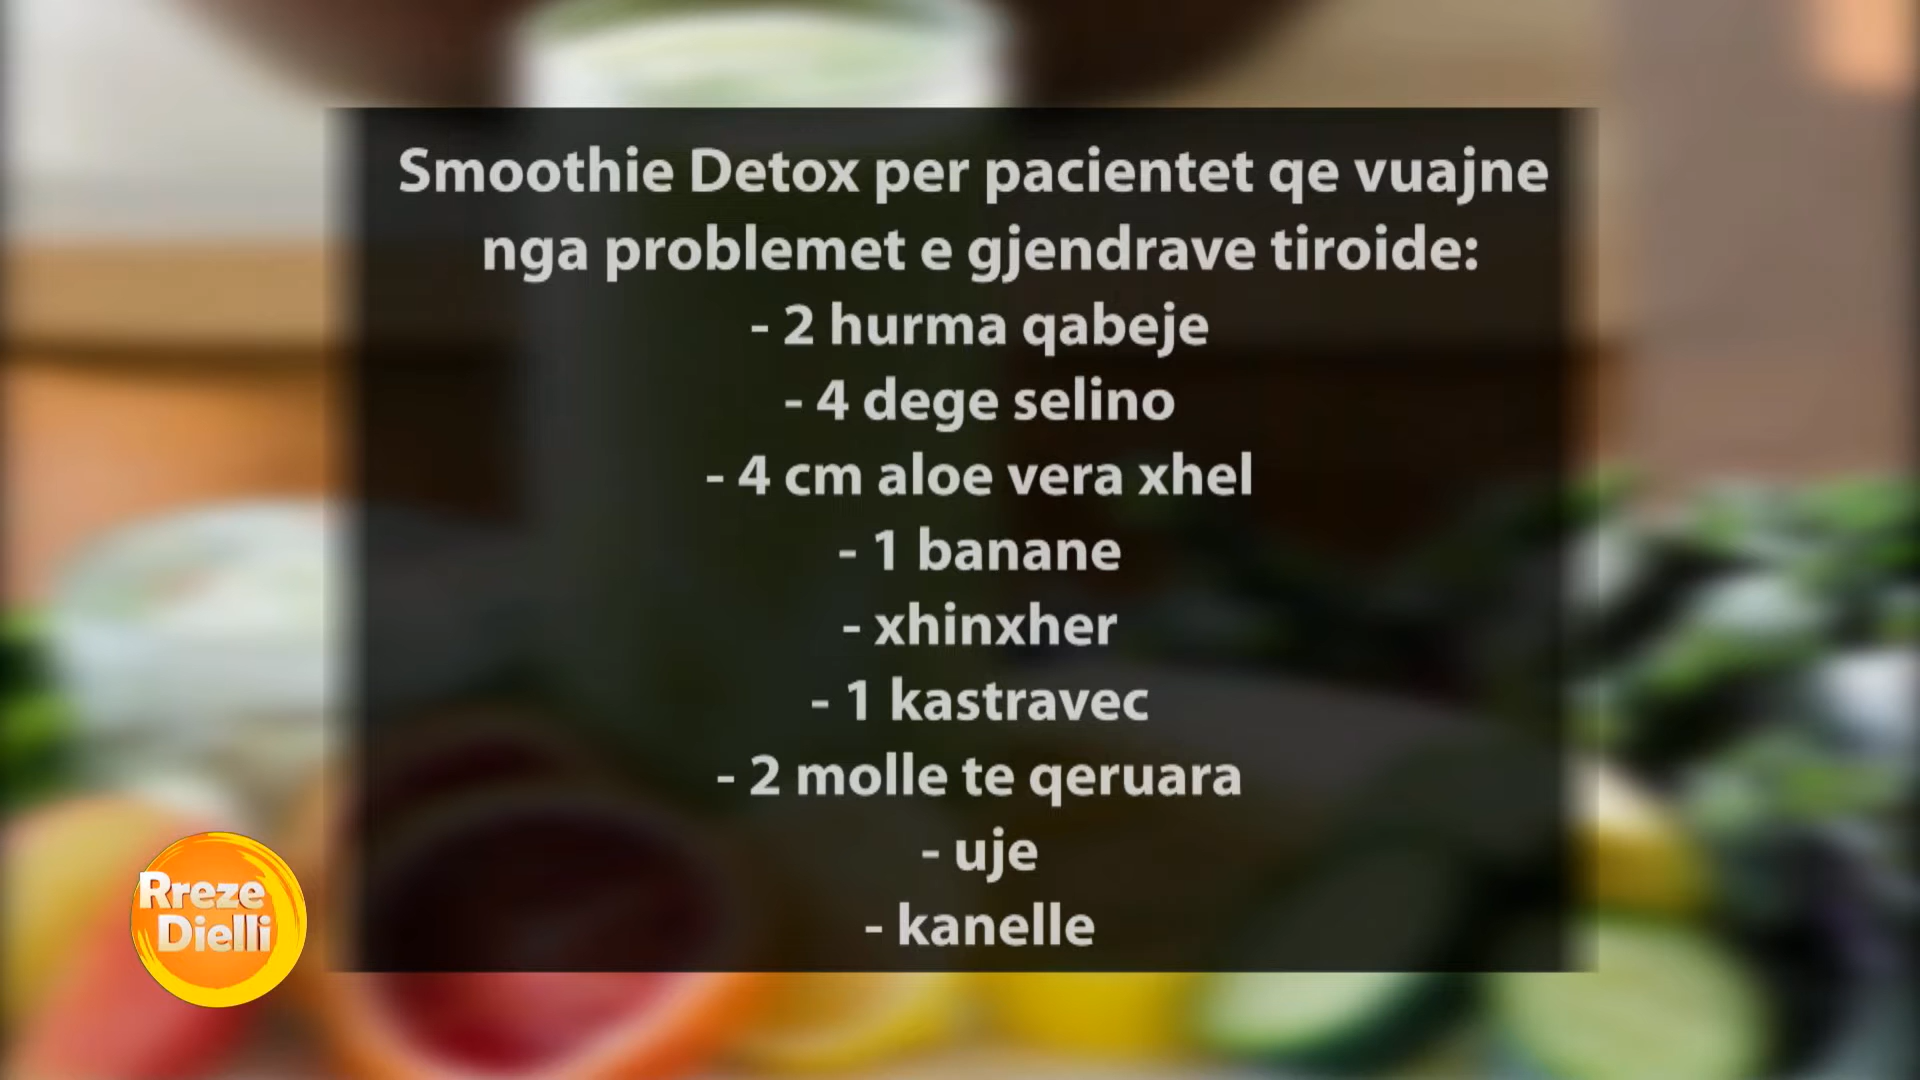 Smoothie Detox per pacientet qe vuajne
nga problemet e gjendrave tiroide:
- 2 hurma qabeje
- 4 dege selino
- 4 cm aloe vera xhel
- 1 banane
- xhinxher
- 1 kastravec
- 2 molle te qeruara
- uje
- kanelle
Rreze
Dielli